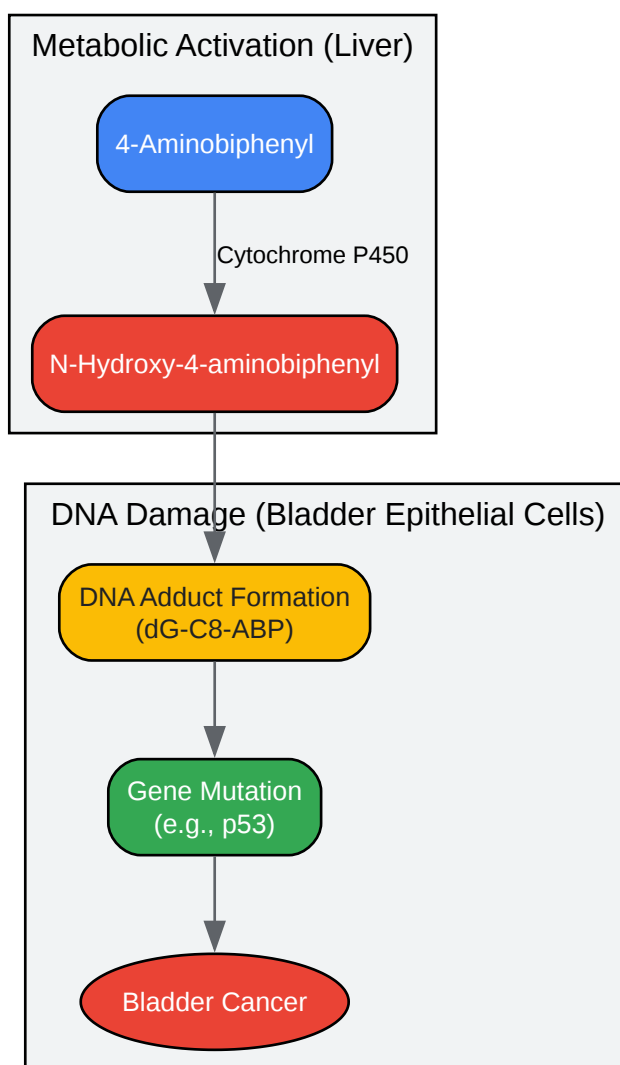 Metabolic Activation (Liver)
4-Aminobiphenyl
Cytochrome P450
N-Hydroxy-4-aminobiphenyl
DNA Damage (Bladder Epithelial Cells)
DNA Adduct Formation
(dG-C8-ABP)
Gene Mutation
(e.g., p53)
Bladder Cancer